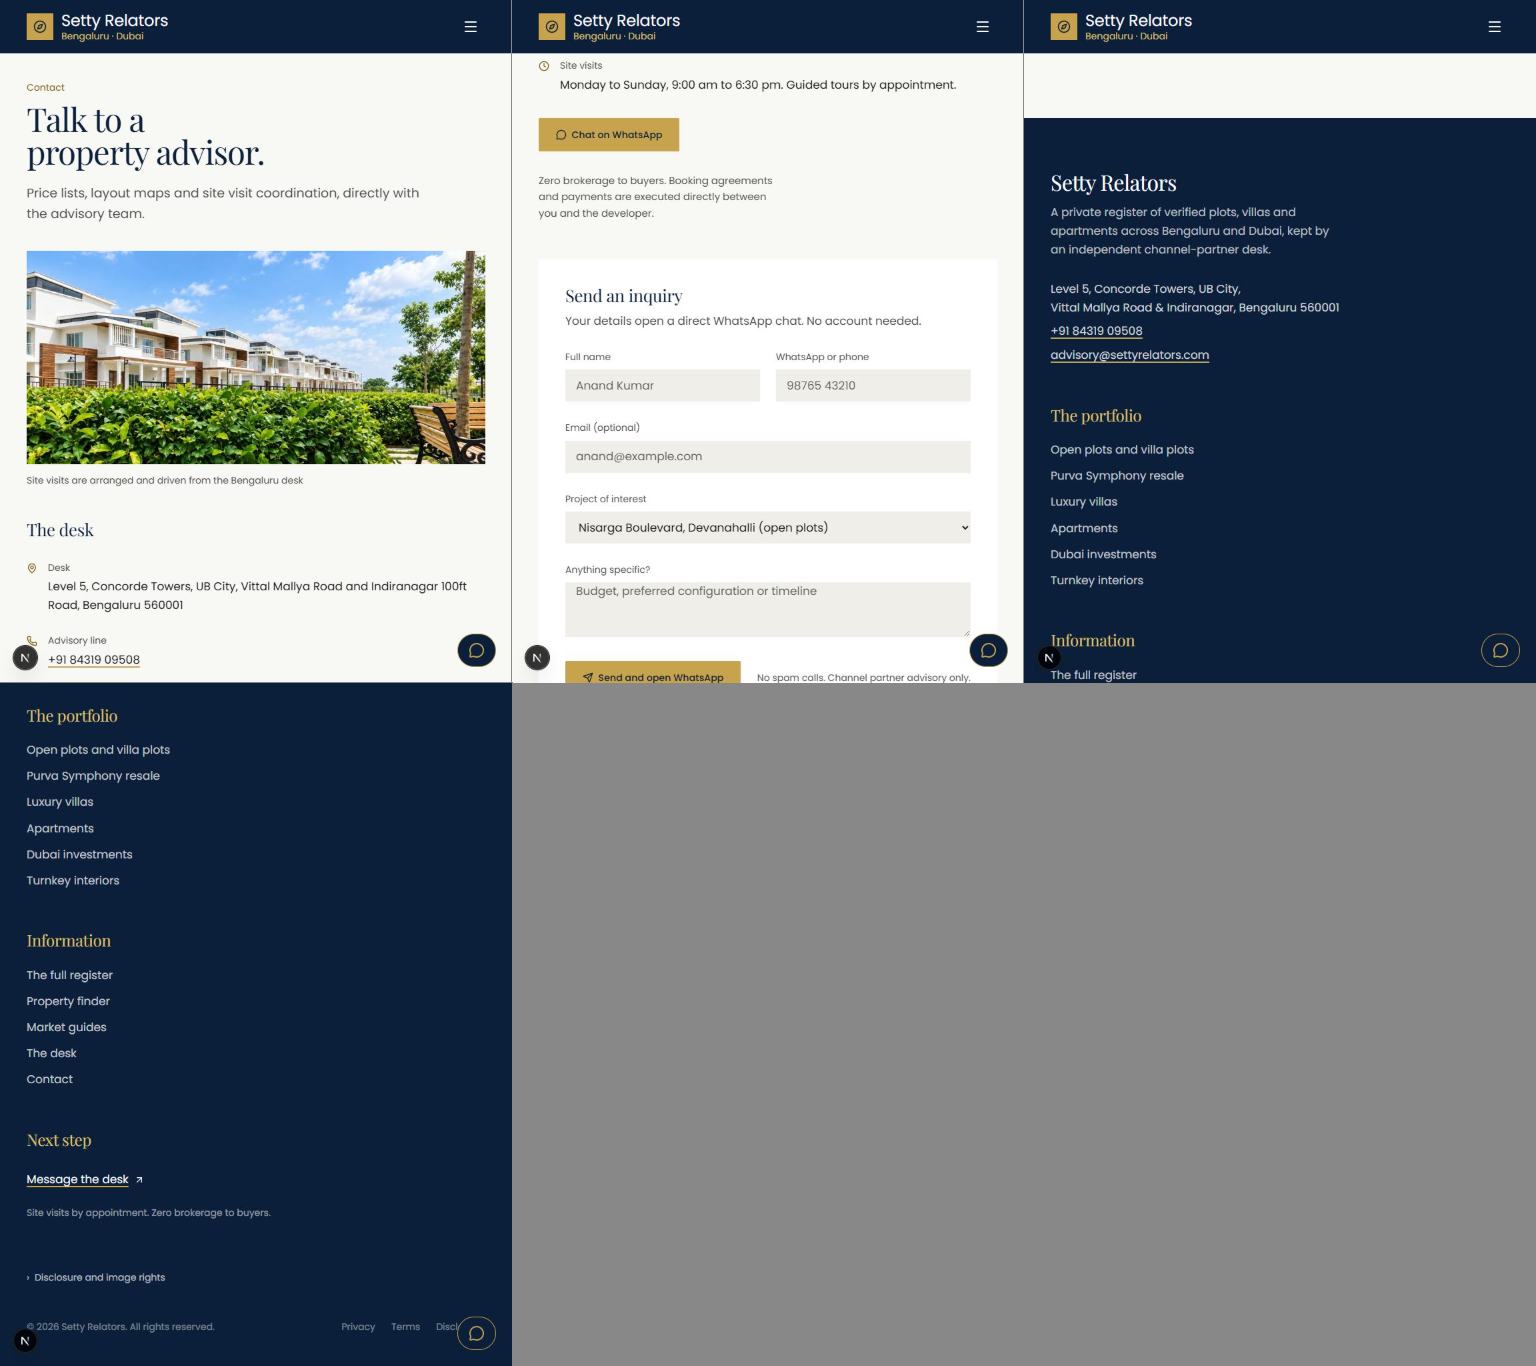 Setty Relators
Bengaluru · Dubai
Contact
Talk to a
property advisor.
Price lists, layout maps and site visit coordination, directly with
the advisory team.
Site visits are arranged and driven from the Bengaluru desk
The desk
Desk
Level 5, Concorde Towers, UB City, Vittal Mallya Road and Indiranagar 100ft
Road, Bengaluru 560001
Advisory line
+91 84319 09508
N
Setty Relators
Bengaluru · Dubai
Site visits
Monday to Sunday, 9:00 am to 6:30 pm. Guided tours by appointment.
Chat on WhatsApp
Zero brokerage to buyers. Booking agreements
and payments are executed directly between
you and the developer.
Send an inquiry
Your details open a direct WhatsApp chat. No account needed.
Full name
WhatsApp or phone
Anand Kumar
98765 43210
Email (optional)
anand@example.com
Project of interest
Nisarga Boulevard, Devanahalli (open plots)
Anything specific?
Budget, preferred configuration or timeline
Send and open WhatsApp
No spam calls. Channel partner advisory only.
N
Setty Relators
Bengaluru · Dubai
Setty Relators
A private register of verified plots, villas and
apartments across Bengaluru and Dubai, kept by
an independent channel-partner desk.
Level 5, Concorde Towers, UB City,
Vittal Mallya Road & Indiranagar, Bengaluru 560001
+91 84319 09508
advisory@settyrelators.com
The portfolio
Open plots and villa plots
Purva Symphony resale
Luxury villas
Apartments
Dubai investments
Turnkey interiors
Information
The full register
N
The portfolio
Open plots and villa plots
Purva Symphony resale
Luxury villas
Apartments
Dubai investments
Turnkey interiors
Information
The full register
Property finder
Market guides
The desk
Contact
Next step
Message the desk
Site visits by appointment. Zero brokerage to buyers.
› Disclosure and image rights
© 2026 Setty Relators. All rights reserved.
Privacy
Terms
N